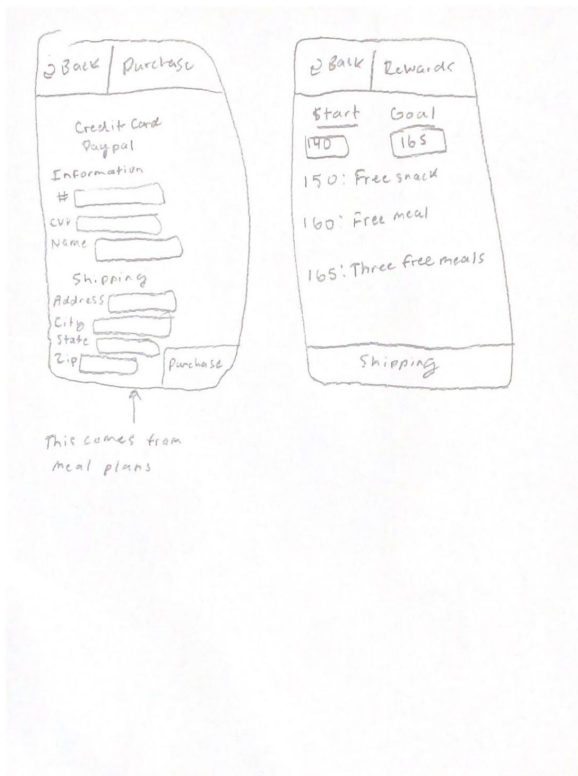 Back Purchase
Credit Card
Paypal
Information
#
CVV
Name
Shipping
Address
City
State
Zip
Purchase
This comes from
meal plans
Back Rewards
Start Goal
140 165
150: Free snack
160: Free meal
165: Three free meals
Shipping